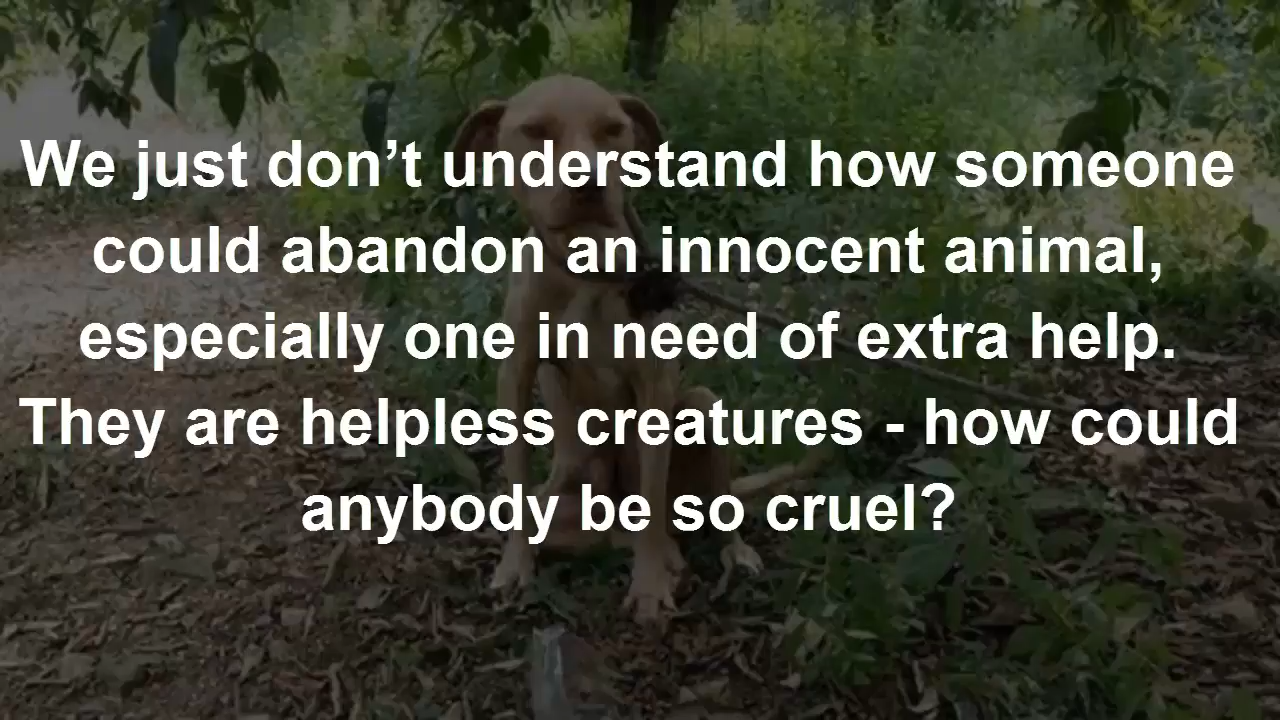 We just don’t understand how someone
could abandon an innocent animal,
especially one in need of extra help.
They are helpless creatures - how could
anybody be so cruel?